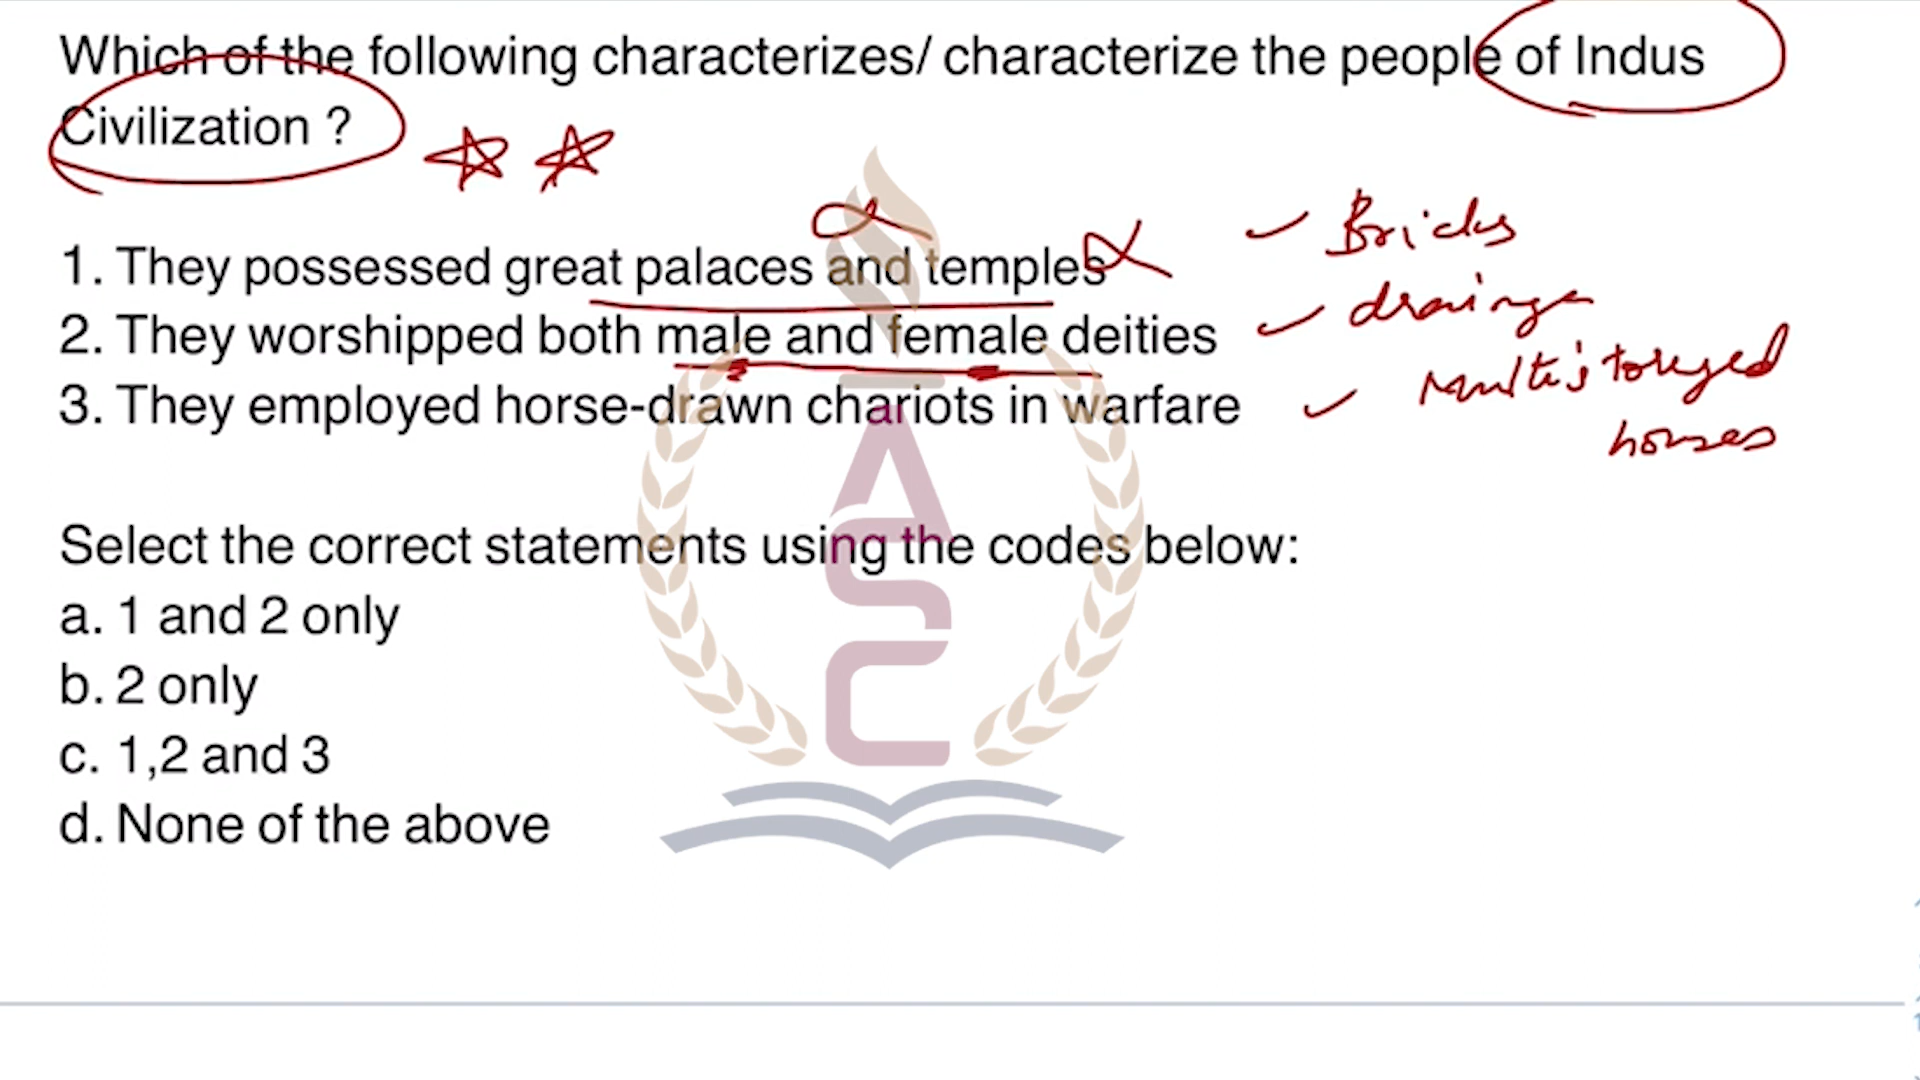 Which of the following characterizes/ characterize the people of Indus
Civilization ?
1. They possessed great palaces and temples
2. They worshipped both male and female deities
3. They employed horse-drawn chariots in warfare
Bricks
drainage
Multistoreyed
houses
Select the correct statements using the codes below:
a. 1 and 2 only
b. 2 only
c. 1,2 and 3
d. None of the above
IASC